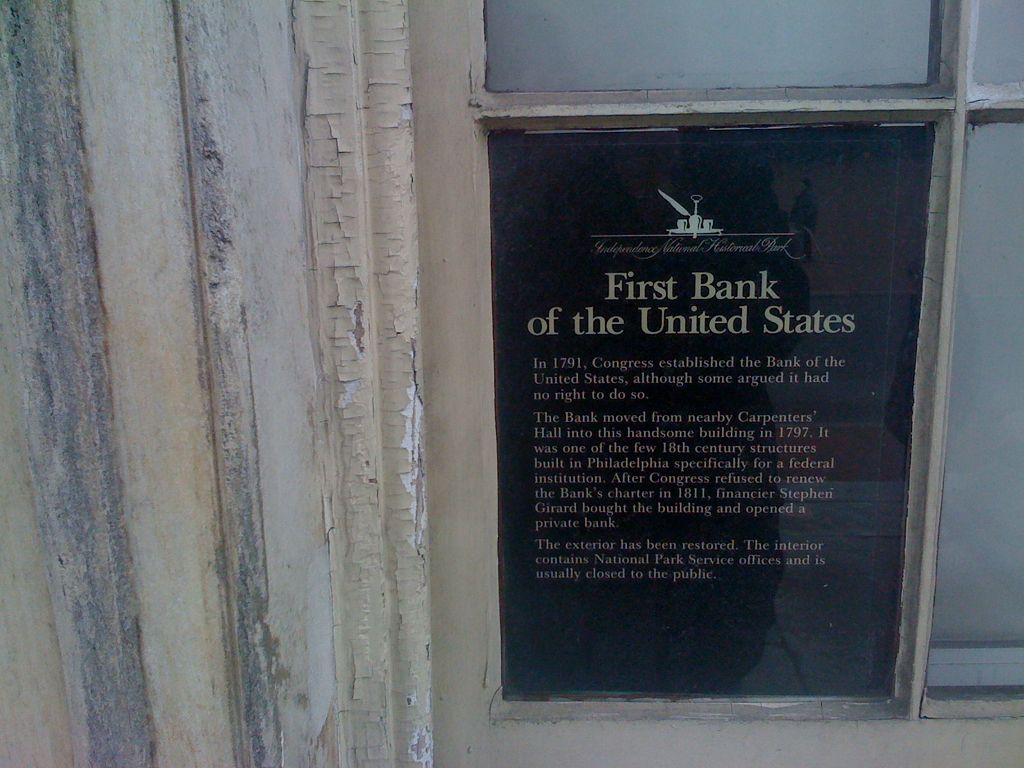 Independence National Historical Park
First Bank
of the United States
In 1791, Congress established the Bank of the
United States, although some argued it had
no right to do so.
The Bank moved from nearby Carpenters'
Hall into this handsome building in 1797. It
was one of the few 18th century structures
built in Philadelphia specifically for a federal
institution. After Congress refused to renew
the Bank's charter in 1811, financier Stephen
Girard bought the building and opened a
private bank.
The exterior has been restored. The interior
contains National Park Service offices and is
usually closed to the public.